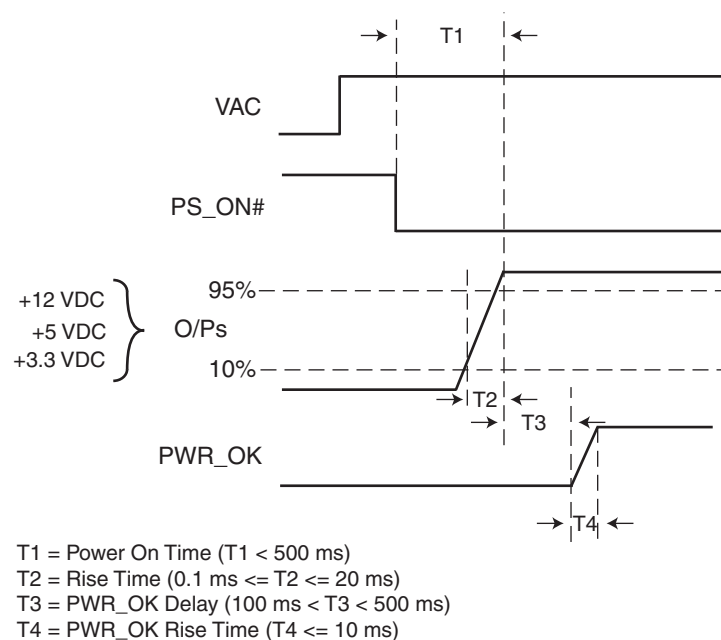 T1
VAC
PS_ON#
+12 VDC
+5 VDC
+3.3 VDC
O/Ps
95%
10%
T2
T3
PWR_OK
T4
T1 = Power On Time (T1 < 500 ms)
T2 = Rise Time (0.1 ms <= T2 <= 20 ms)
T3 = PWR_OK Delay (100 ms < T3 < 500 ms)
T4 = PWR_OK Rise Time (T4 <= 10 ms)